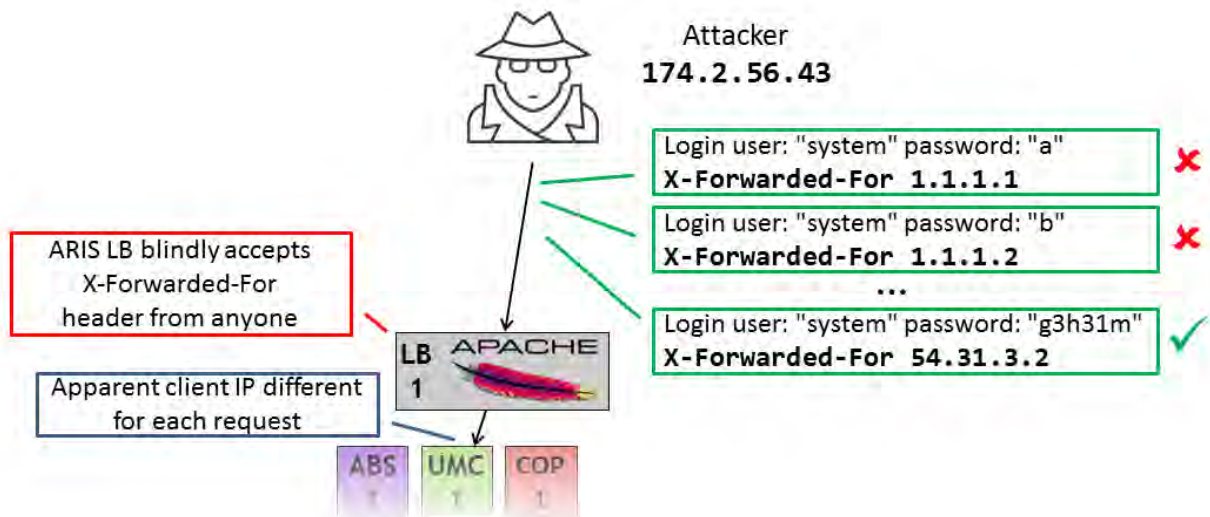 Attacker
174.2.56.43
Login user: "system" password: "a"
X-Forwarded-For 1.1.1.1
Login user: "system" password: "b"
X-Forwarded-For 1.1.1.2
...
Login user: "system" password: "g3h31m"
X-Forwarded-For 54.31.3.2
ARIS LB blindly accepts
X-Forwarded-For
header from anyone
LB APACHE
1
Apparent client IP different
for each request
ABS UMC COP
1 1 1